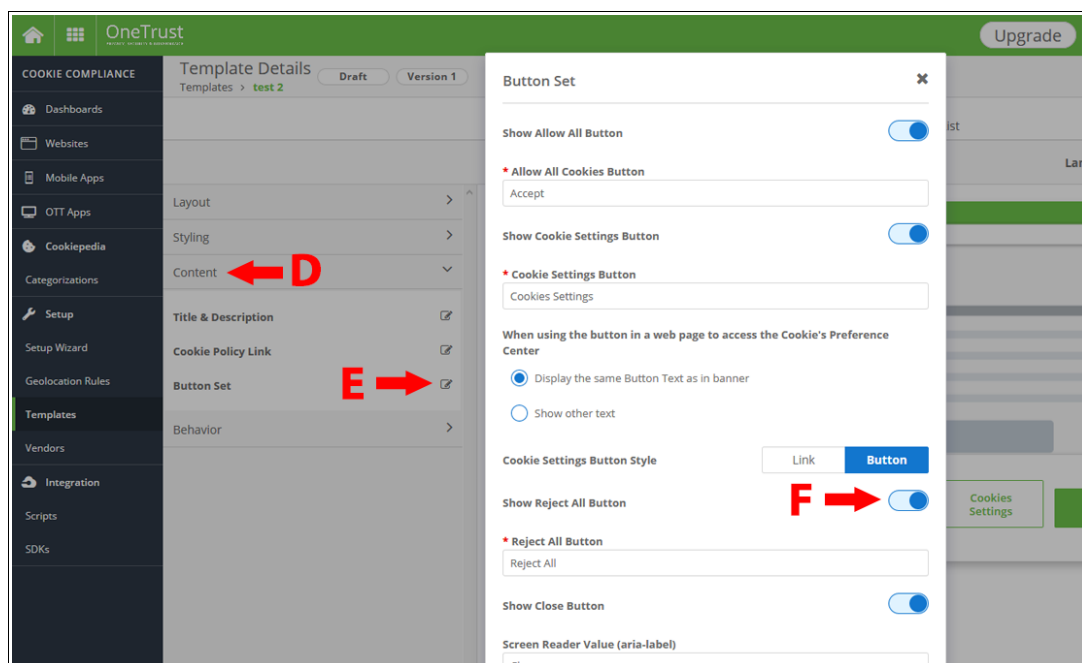 OneTrust
Upgrade
COOKIE COMPLIANCE
Dashboards
Websites
Mobile Apps
OTT Apps
Cookiepedia
Categorizations
Setup
Setup Wizard
Geolocation Rules
Templates
Vendors
Integration
Scripts
SDKs
Template Details
Draft
Version 1
Templates > test 2
Layout
Styling
Content
D
Title & Description
Cookie Policy Link
Button Set
E
Behavior
Button Set
Show Allow All Button
* Allow All Cookies Button
Accept
Show Cookie Settings Button
* Cookie Settings Button
Cookies Settings
When using the button in a web page to access the Cookie's Preference
Center
Display the same Button Text as in banner
Show other text
Cookie Settings Button Style
Link
Button
Show Reject All Button
F
* Reject All Button
Reject All
Show Close Button
Screen Reader Value (aria-label)
ist
Lar
Cookies
Settings